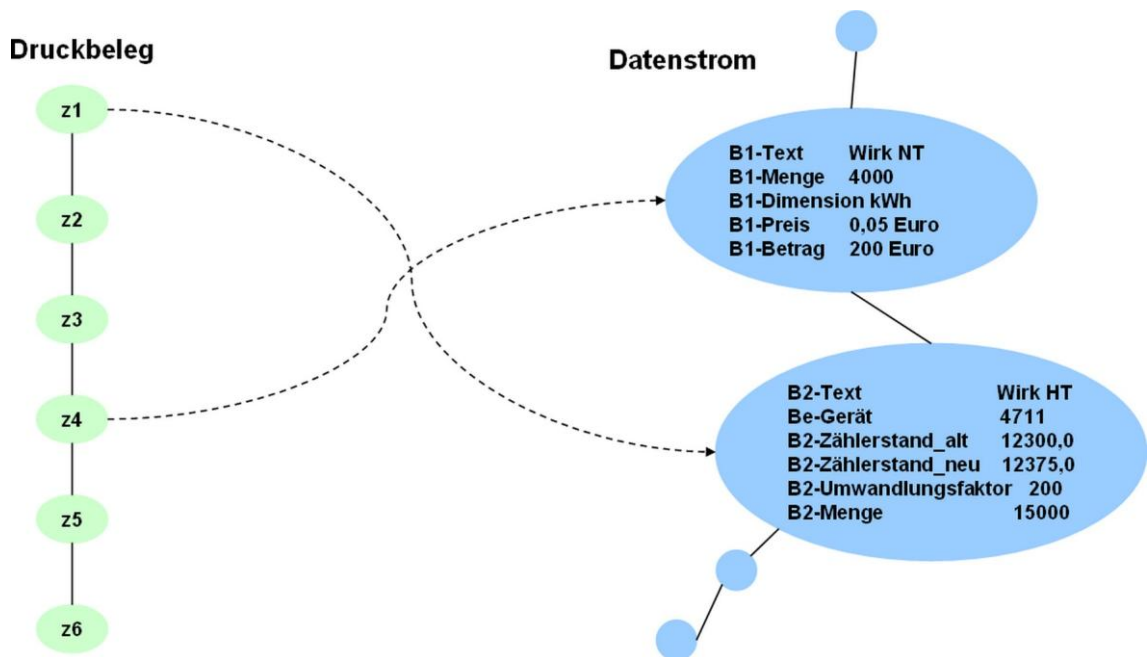 Druckbeleg
Datenstrom
z1
z2
z3
z4
z5
z6
B1-Text Wirk NT
B1-Menge 4000
B1-Dimension kWh
B1-Preis 0,05 Euro
B1-Betrag 200 Euro
B2-Text Wirk HT
Be-Gerät 4711
B2-Zählerstand_alt 12300,0
B2-Zählerstand_neu 12375,0
B2-Umwandlungsfaktor 200
B2-Menge 15000